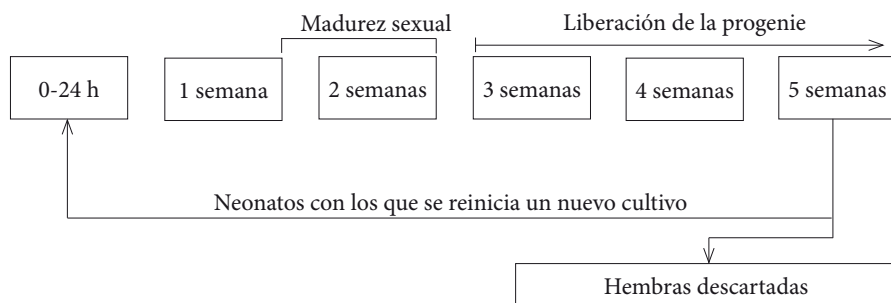 Madurez sexual
Liberación de la progenie
0-24 h
1 semana
2 semanas
3 semanas
4 semanas
5 semanas
Neonatos con los que se reinicia un nuevo cultivo
Hembras descartadas